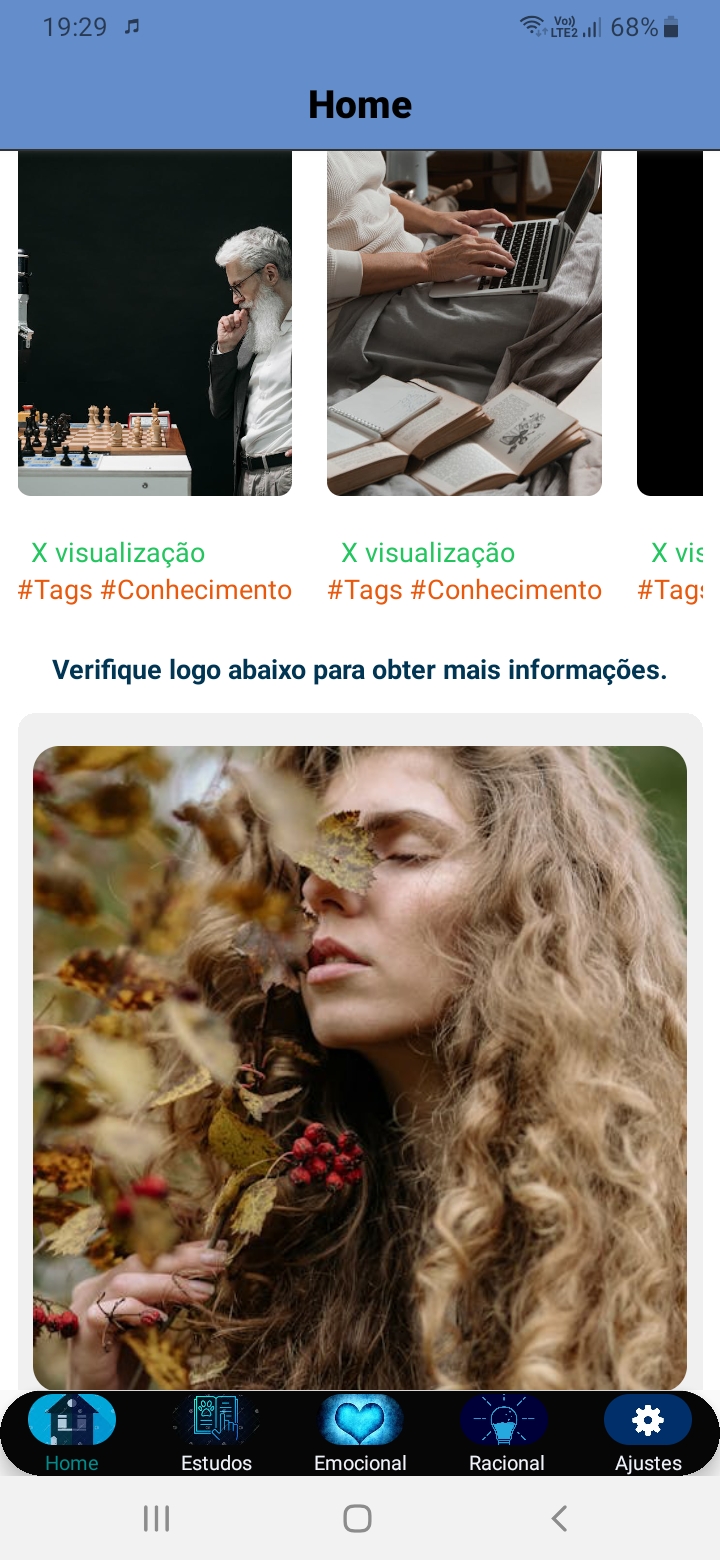 19:29
Vo)) LTE2 68%
Home
X visualização X visualização X vis
#Tags #Conhecimento #Tags #Conhecimento #Tags
Verifique logo abaixo para obter mais informações.
Home Estudos Emocional Racional Ajustes